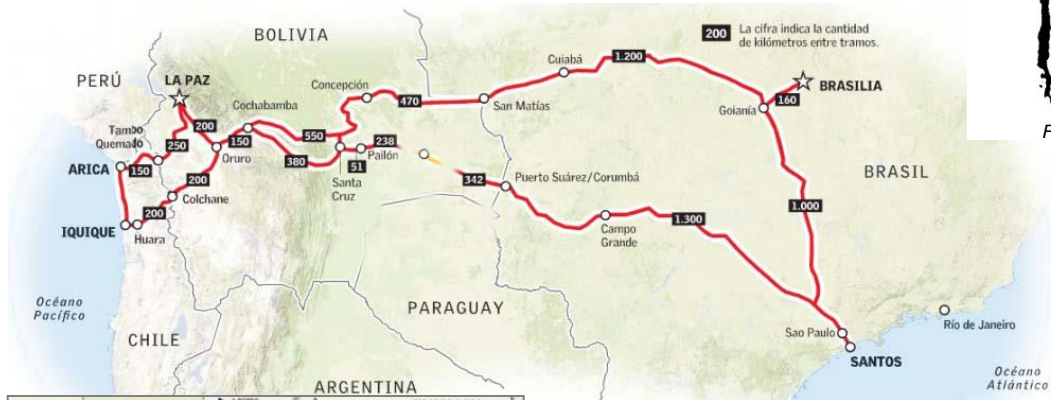 200
La cifra indica la cantidad
de kilómetros entre tramos.
BOLIVIA
PERÚ
LA PAZ
Cuiabá
1.200
BRASILIA
160
Goianía
Concepción
470
San Matías
Cochabamba
200
Tambo
Quemado
250
150
550
Oruro
380
238
Pailón
51
ARICA
150
200
Colchane
Santa
Cruz
342
Puerto Suárez/Corumbá
BRASIL
IQUIQUE
Huara
200
Campo
Grande
1.300
1.000
Océano
Pacífico
PARAGUAY
CHILE
Sao Paulo
Río de Janeiro
SANTOS
ARGENTINA
Océano
Atlántico